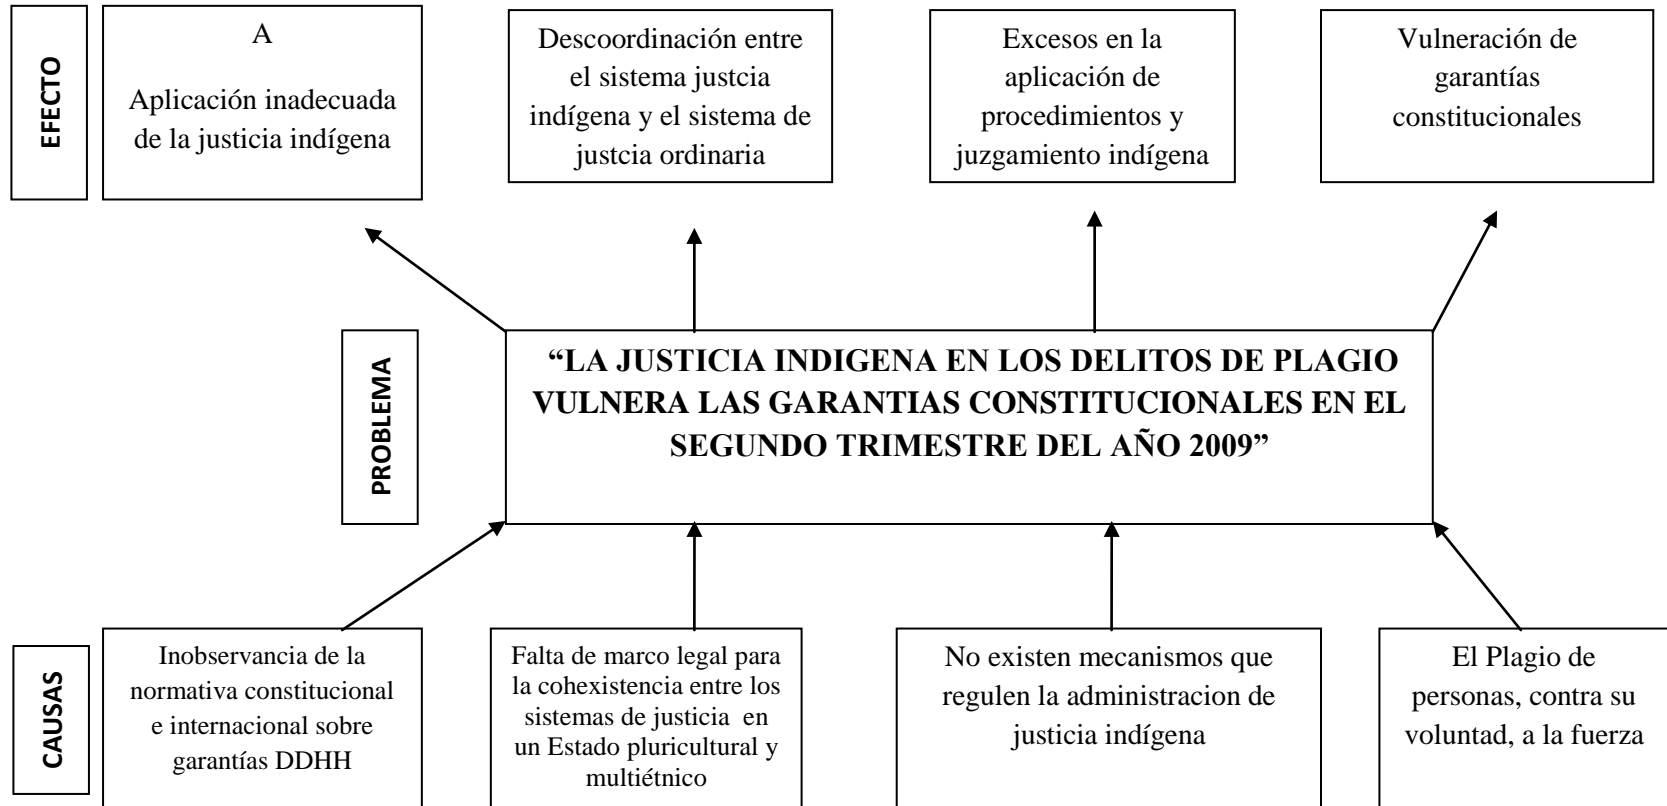 EFECTO
A
Aplicación inadecuada
de la justicia indígena
Descoordinación entre
el sistema justcia
indígena y el sistema de
justcia ordinaria
Excesos en la
aplicación de
procedimientos y
juzgamiento indígena
Vulneración de
garantías
constitucionales
PROBLEMA
“LA JUSTICIA INDIGENA EN LOS DELITOS DE PLAGIO
VULNERA LAS GARANTIAS CONSTITUCIONALES EN EL
SEGUNDO TRIMESTRE DEL AÑO 2009”
CAUSAS
Inobservancia de la
normativa constitucional
e internacional sobre
garantías DDHH
Falta de marco legal para
la cohexistencia entre los
sistemas de justicia en
un Estado pluricultural y
multiétnico
No existen mecanismos que
regulen la administracion de
justicia indígena
El Plagio de
personas, contra su
voluntad, a la fuerza